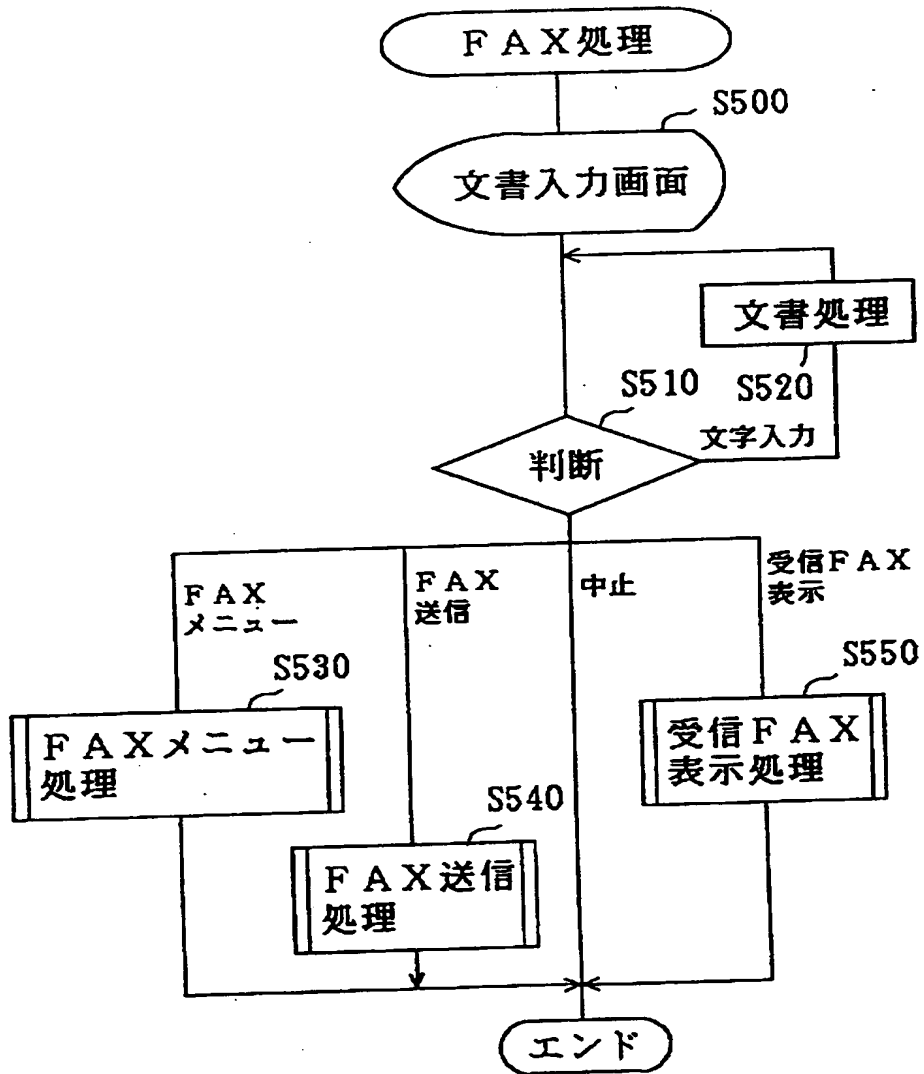 ＦＡＸ処理
S500
文書入力画面
文書処理
S520
S510
文字入力
判断
ＦＡＸ
メニュー
ＦＡＸ
送信
中止
受信ＦＡＸ
表示
S530
S550
ＦＡＸメニュー
処理
受信ＦＡＸ
表示処理
S540
ＦＡＸ送信
処理
エンド